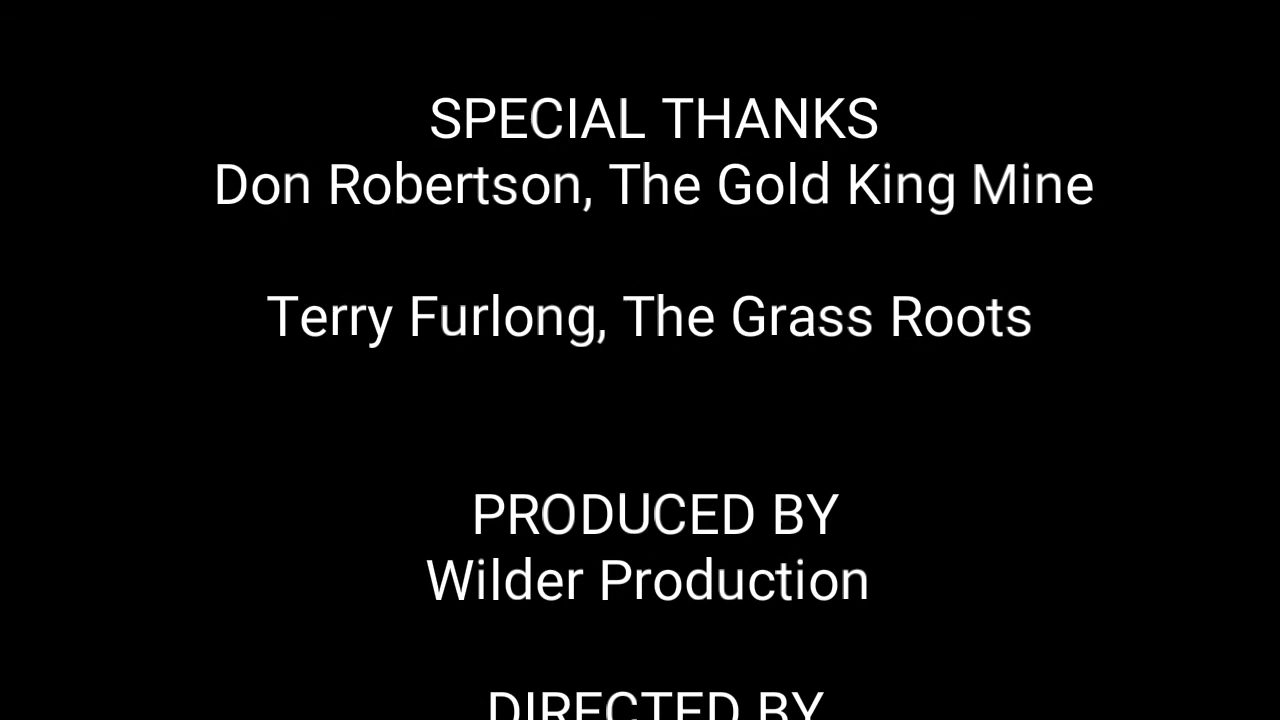 SPECIAL THANKS
Don Robertson, The Gold King Mine
Terry Furlong, The Grass Roots
PRODUCED BY
Wilder Production
DIRECTED BY